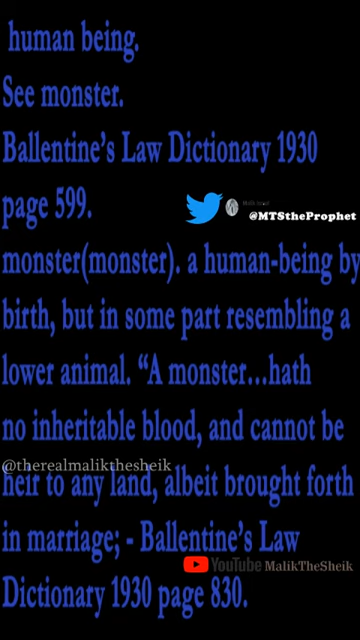 human being.
See monster.
Ballentine's Law Dictionary 1930
page 599.
@MTStheProphet
monster(monster). a human-being by
birth, but in some part resembling a
lower animal. “A monster...hath
no inheritable blood, and cannot be
@therealmalikthesheik
heir to any land, albeit brought forth
in marriage; - Ballentine's Law
YouTube MalikTheSheik
Dictionary 1930 page 830.